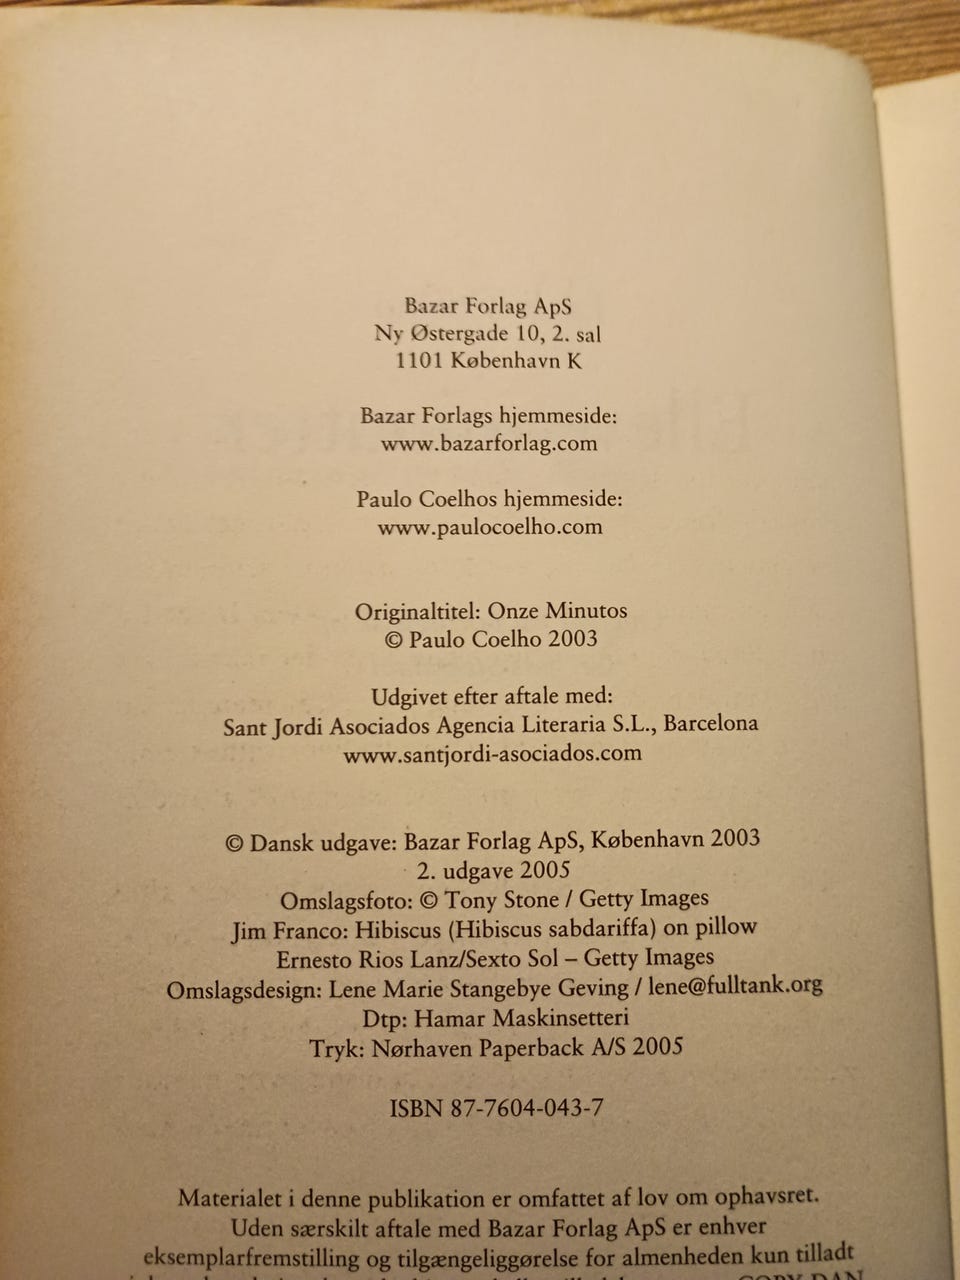 Bazar Forlag ApS
Ny Østergade 10, 2. sal
1101 København K
Bazar Forlags hjemmeside:
www.bazarforlag.com
Paulo Coelhos hjemmeside:
www.paulocoelho.com
Originaltitel: Onze Minutos
© Paulo Coelho 2003
Udgivet efter aftale med:
Sant Jordi Asociados Agencia Literaria S.L., Barcelona
www.santjordi-asociados.com
© Dansk udgave: Bazar Forlag ApS, København 2003
2. udgave 2005
Omslagsfoto: © Tony Stone / Getty Images
Jim Franco: Hibiscus (Hibiscus sabdariffa) on pillow
Ernesto Rios Lanz/Sexto Sol – Getty Images
Omslagsdesign: Lene Marie Stangebye Geving / lene@fulltank.org
Dtp: Hamar Maskinsetteri
Tryk: Nørhaven Paperback A/S 2005
ISBN 87-7604-043-7
Materialet i denne publikation er omfattet af lov om ophavsret.
Uden særskilt aftale med Bazar Forlag ApS er enhver
eksemplarfremstilling og tilgængeliggørelse for almenheden kun tilladt
COPY-DAN